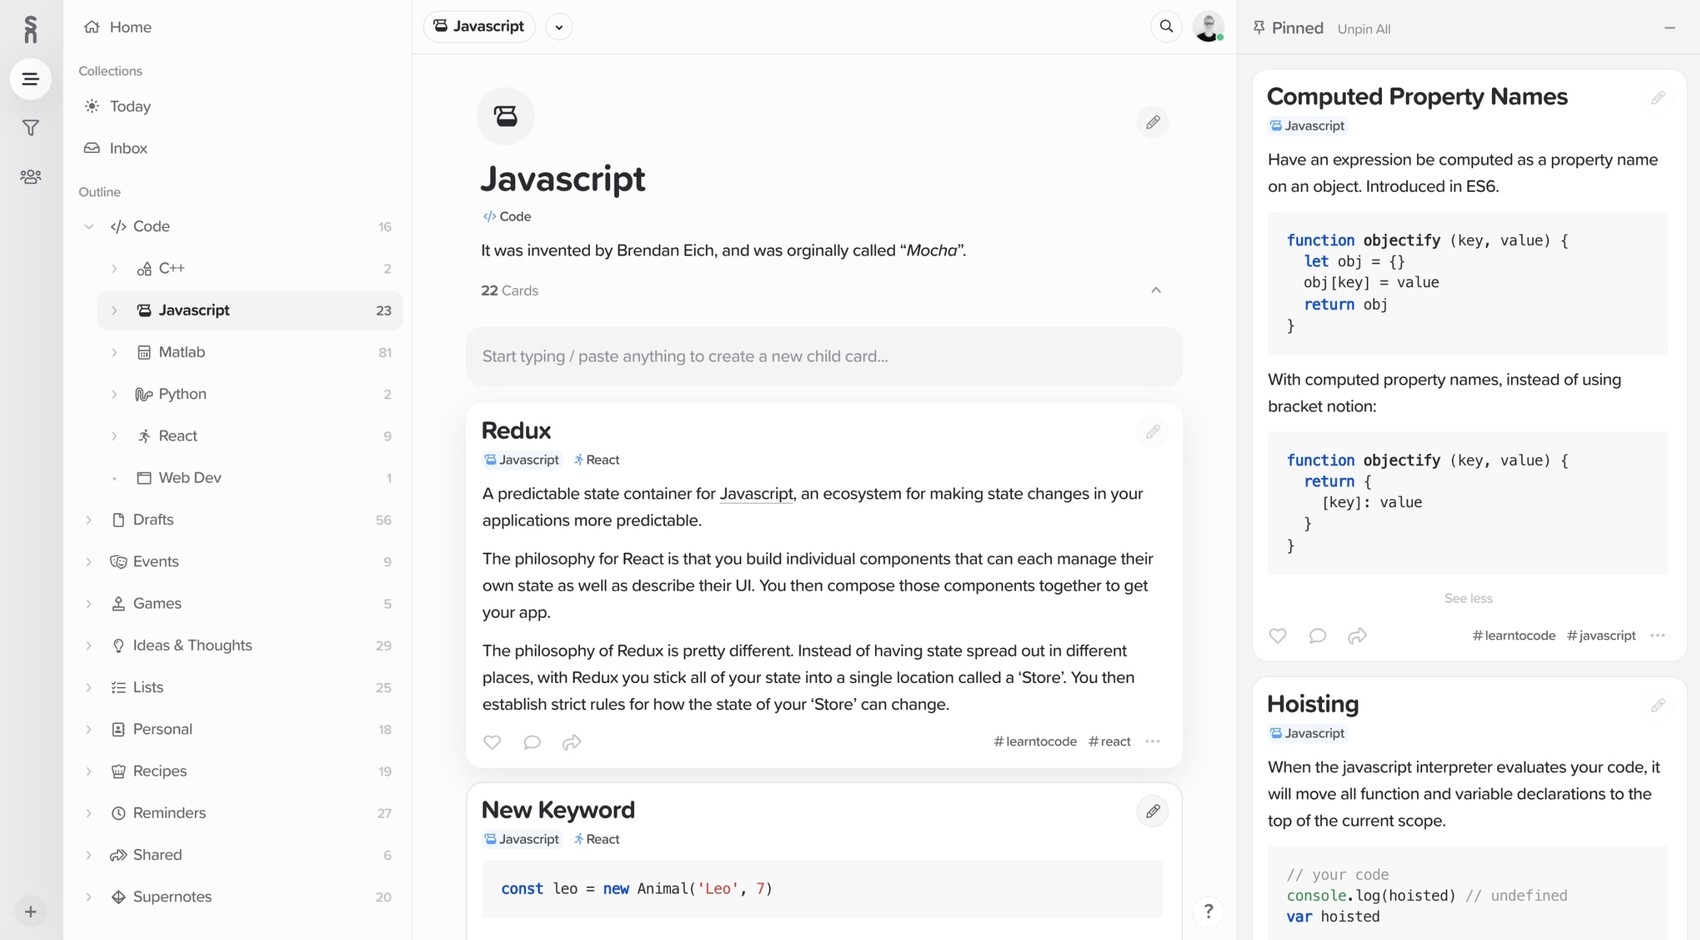 Home
Collections
Today
Inbox
Outline
Code 16
C++ 2
Javascript 23
Matlab 81
Python 2
React 9
Web Dev 1
Drafts 56
Events 9
Games 5
Ideas & Thoughts 29
Lists 25
Personal 18
Recipes 19
Reminders 27
Shared 6
Supernotes 20
Javascript
Javascript
Code
It was invented by Brendan Eich, and was orginally called “Mocha”.
22 Cards
Start typing / paste anything to create a new child card...
Redux
Javascript React
A predictable state container for Javascript, an ecosystem for making state changes in your
applications more predictable.
The philosophy for React is that you build individual components that can each manage their
own state as well as describe their UI. You then compose those components together to get
your app.
The philosophy of Redux is pretty different. Instead of having state spread out in different
places, with Redux you stick all of your state into a single location called a ‘Store’. You then
establish strict rules for how the state of your ‘Store’ can change.
#learntocode #react
New Keyword
Javascript React
const leo = new Animal('Leo', 7)
?
Pinned Unpin All
Computed Property Names
Javascript
Have an expression be computed as a property name
on an object. Introduced in ES6.
function objectify (key, value) {
let obj = {}
obj[key] = value
return obj
}
With computed property names, instead of using
bracket notion:
function objectify (key, value) {
return {
[key]: value
}
}
See less
#learntocode #javascript
Hoisting
Javascript
When the javascript interpreter evaluates your code, it
will move all function and variable declarations to the
top of the current scope.
// your code
console.log(hoisted) // undefined
var hoisted